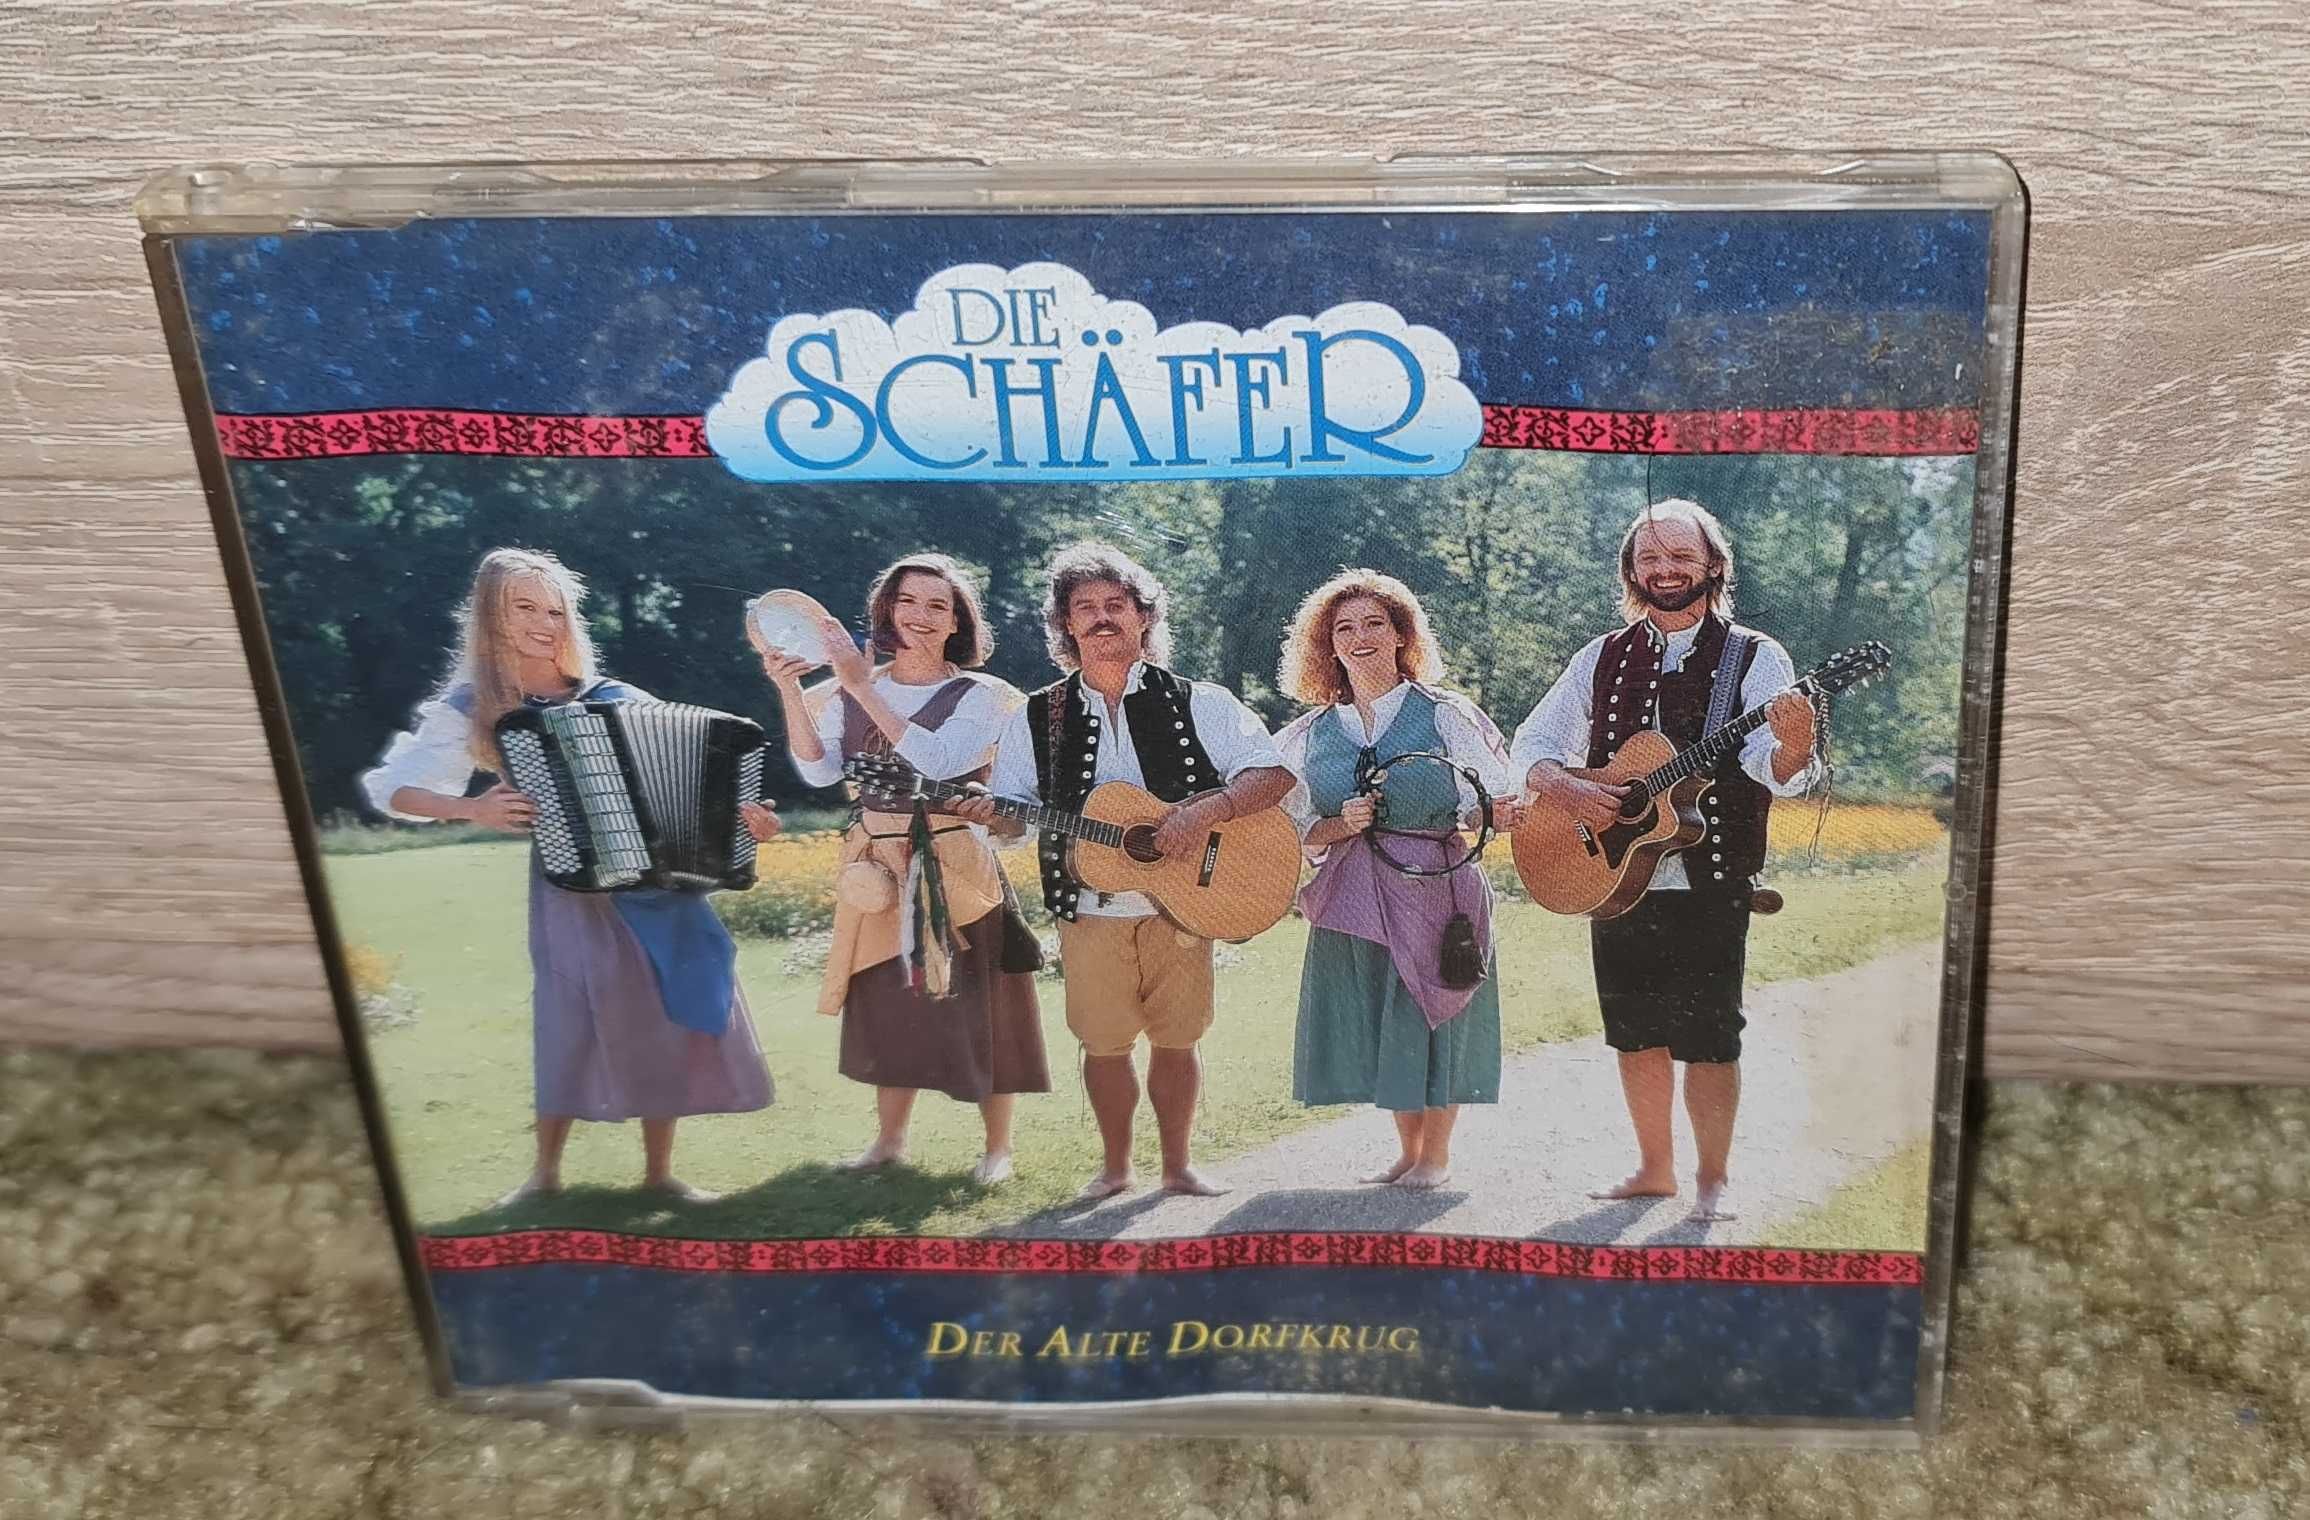 DIE
SCHÄFER
DER ALTE DORFKRUG